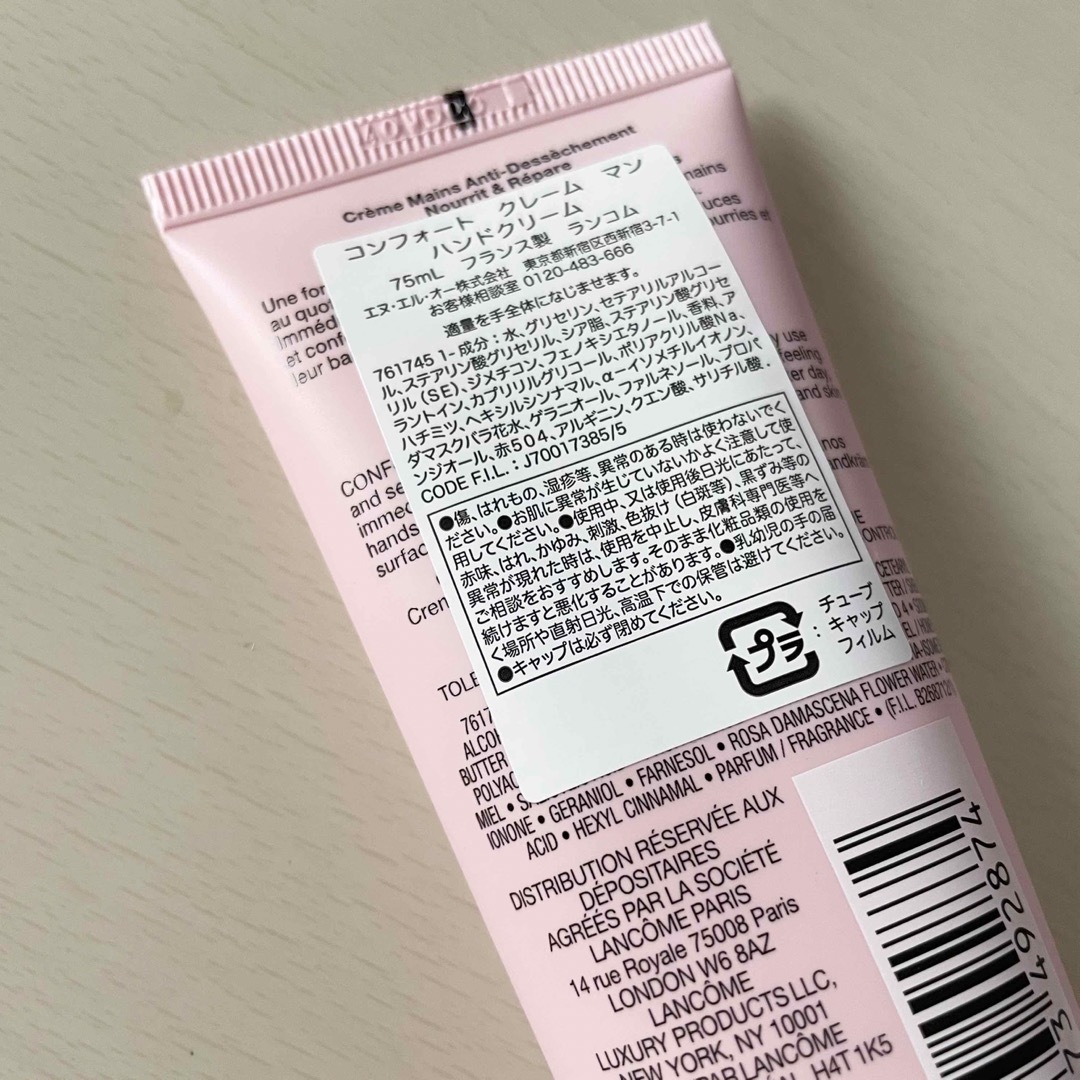 Crème Mains Anti-Dessèchement
Nourrit & Répare
コンフォート クレーム マン
ハンドクリーム
75mL フランス製 ランコム
エヌ・エル・オー株式会社 東京都新宿区西新宿3-7-1
お客様相談室 0120-483-666
適量を手全体になじませます。
761745 1- 成分：水、グリセリン、セテアリルアルコー
ル、ステアリン酸グリセリル、シア脂、ステアリン酸グリセ
リル（SE）、ジメチコン、フェノキシエタノール、香料、ア
ラントイン、カプリリルグリコール、ポリアクリル酸Na、
ハチミツ、ヘキシルシンナマル、α-イソメチルイオノン、
ダマスクバラ花水、ゲラニオール、ファルネソール、プロパ
ンジオール、赤504、アルギニン、クエン酸、サリチル酸.
CODE F.I.L. : J70017385/5
●傷、はれもの、湿疹等、異常のある時は使わないでく
ださい。●お肌に異常が生じていないかよく注意して使
用してください。●使用中、又は使用後日光にあたって、
赤味、はれ、かゆみ、刺激、色抜け（白斑等）、黒ずみ等の
異常が現れた時は、使用を中止し、皮膚科専門医等へ
ご相談をおすすめします。そのまま化粧品類の使用を
続けますと悪化することがあります。●乳幼児の手の届
く場所や直射日光、高温下での保管は避けてください。
●キャップは必ず閉めてください。
プラ
: チューブ
キャップ
フィルム
mains
Une for
au quot
imméd
et conf
leur ba
uces
ourries et
y use
feeling
er day,
and skin
CONF
and se
imme
hands
surfac
Crem
TOLE
7617
ALCO
BUTTER
POLYAC
MIEL • S
IONONE • GERANIOL • FARNESOL • ROSA DAMASCENA FLOWER WATER •
ACID • HEXYL CINNAMAL • PARFUM / FRAGRANCE • (F.I.L. B268712/1
DISTRIBUTION RÉSERVÉE AUX
DÉPOSITAIRES
AGRÉÉS PAR LA SOCIÉTÉ
LANCÔME PARIS
14 rue Royale 75008 Paris
LONDON W6 8AZ
LANCÔME
LUXURY PRODUCTS LLC,
NEW YORK, NY 10001
PAR LANCÔME
H4T 1K5